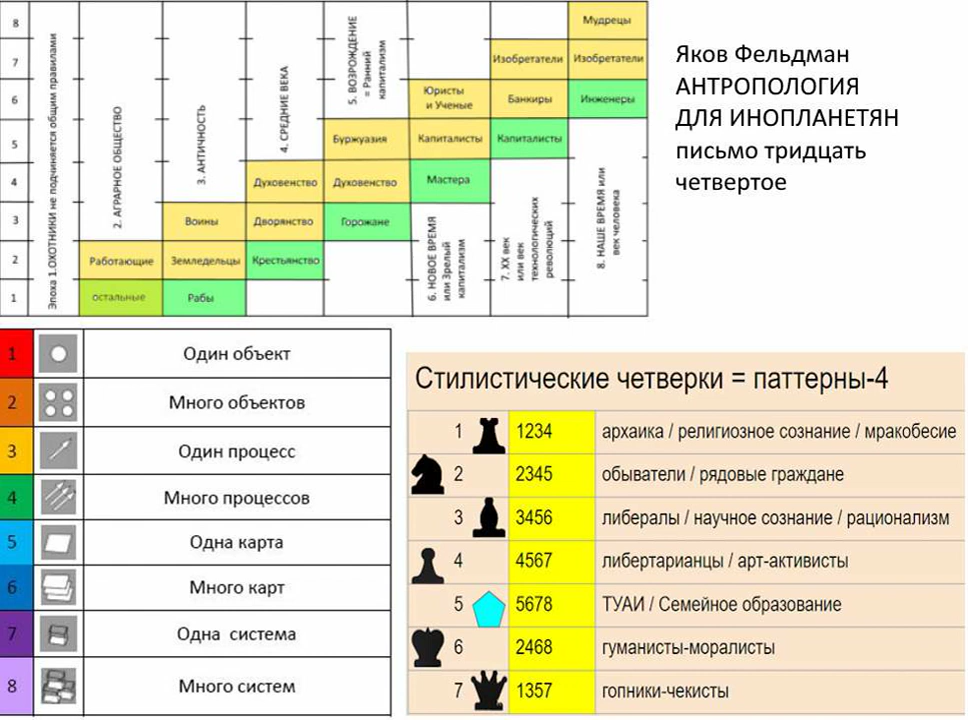 8
Мудрецы
7
Изобретатели
Изобретатели
6
Юристы
и Ученые
Банкиры
Инженеры
5
Буржуазия
Капиталисты
Капиталисты
4
Духовенство
Духовенство
Мастера
3
Воины
Дворянство
Горожане
2
Работающие
Земледельцы
Крестьянство
1
остальные
Рабы
Эпоха 1.ОХОТНИКИ не подчиняется общим правилами
2. АГРАРНОЕ ОБЩЕСТВО
3. АНТИЧНОСТЬ
4. СРЕДНИЕ ВЕКА
5. ВОЗРОЖДЕНИЕ
= Ранний
капитализм
6. НОВОЕ ВРЕМЯ
или Зрелый
капитализм
7. ХХ век
или век
технологических
революций
8. НАШЕ ВРЕМЯ или
век человека
Яков Фельдман
АНТРОПОЛОГИЯ
ДЛЯ ИНОПЛАНЕТЯН
письмо тридцать
четвертое
1 Один объект
2 Много объектов
3 Один процесс
4 Много процессов
5 Одна карта
6 Много карт
7 Одна система
8 Много систем
Стилистические четверки = паттерны-4
1 1234 архаика / религиозное сознание / мракобесие
2 2345 обыватели / рядовые граждане
3 3456 либералы / научное сознание / рационализм
4 4567 либертарианцы / арт-активисты
5 5678 ТУАИ / Семейное образование
6 2468 гуманисты-моралисты
7 1357 гопники-чекисты